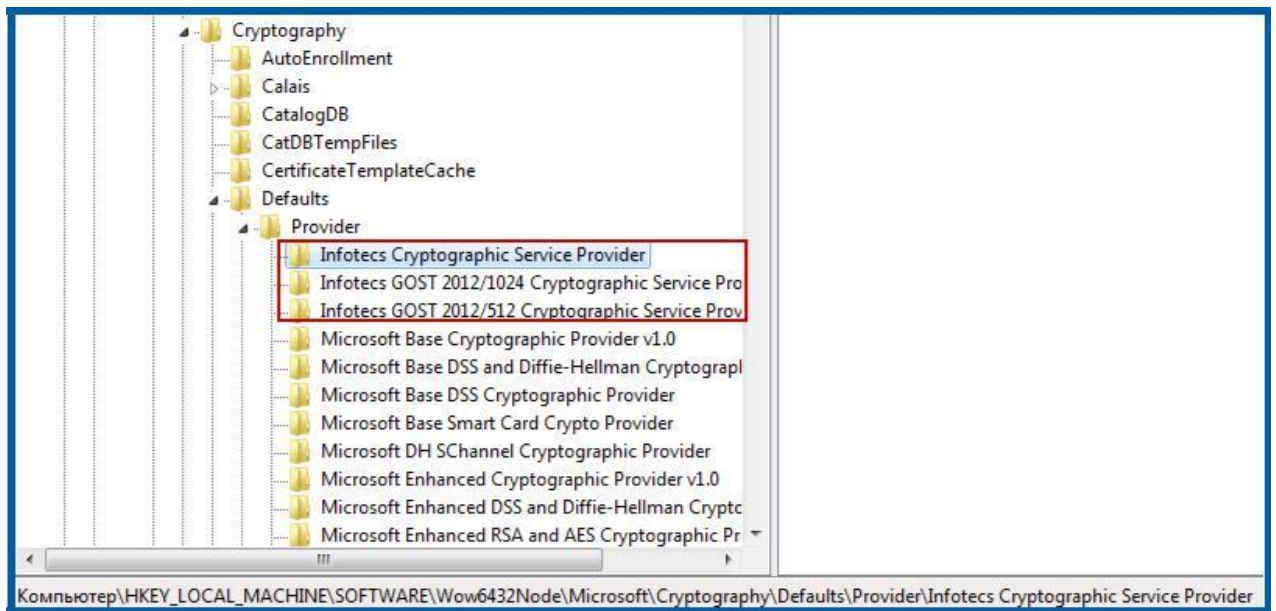 Cryptography
AutoEnrollment
Calais
CatalogDB
CatDBTempFiles
CertificateTemplateCache
Defaults
Provider
Infotecs Cryptographic Service Provider
Infotecs GOST 2012/1024 Cryptographic Service Pro
Infotecs GOST 2012/512 Cryptographic Service Prov
Microsoft Base Cryptographic Provider v1.0
Microsoft Base DSS and Diffie-Hellman Cryptograpl
Microsoft Base DSS Cryptographic Provider
Microsoft Base Smart Card Crypto Provider
Microsoft DH SChannel Cryptographic Provider
Microsoft Enhanced Cryptographic Provider v1.0
Microsoft Enhanced DSS and Diffie-Hellman Cryptc
Microsoft Enhanced RSA and AES Cryptographic Pr
Компьютер\HKEY_LOCAL_MACHINE\SOFTWARE\Wow6432Node\Microsoft\Cryptography\Defaults\Provider\Infotecs Cryptographic Service Provider